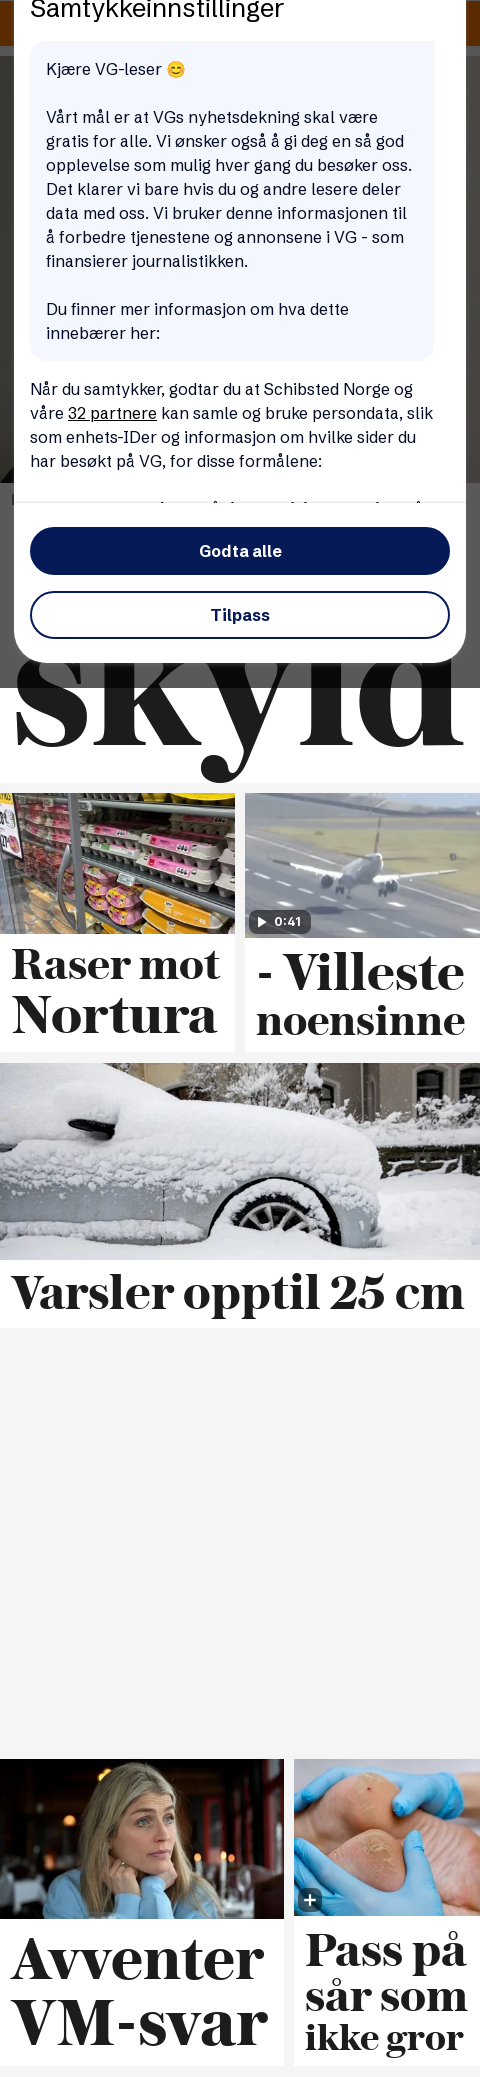 Samtykkeinnstillinger
Kjære VG-leser 😊
Vårt mål er at VGs nyhetsdekning skal være
gratis for alle. Vi ønsker også å gi deg en så god
opplevelse som mulig hver gang du besøker oss.
Det klarer vi bare hvis du og andre lesere deler
data med oss. Vi bruker denne informasjonen til
å forbedre tjenestene og annonsene i VG - som
finansierer journalistikken.
Du finner mer informasjon om hva dette
innebærer her:
Når du samtykker, godtar du at Schibsted Norge og
våre 32 partnere kan samle og bruke persondata, slik
som enhets-IDer og informasjon om hvilke sider du
har besøkt på VG, for disse formålene:
Godta alle
Tilpass
skyld
0:41
Raser mot
Nortura
- Villeste
noensinne
Varsler opptil 25 cm
Avventer
VM-svar
Pass på
sår som
ikke gror